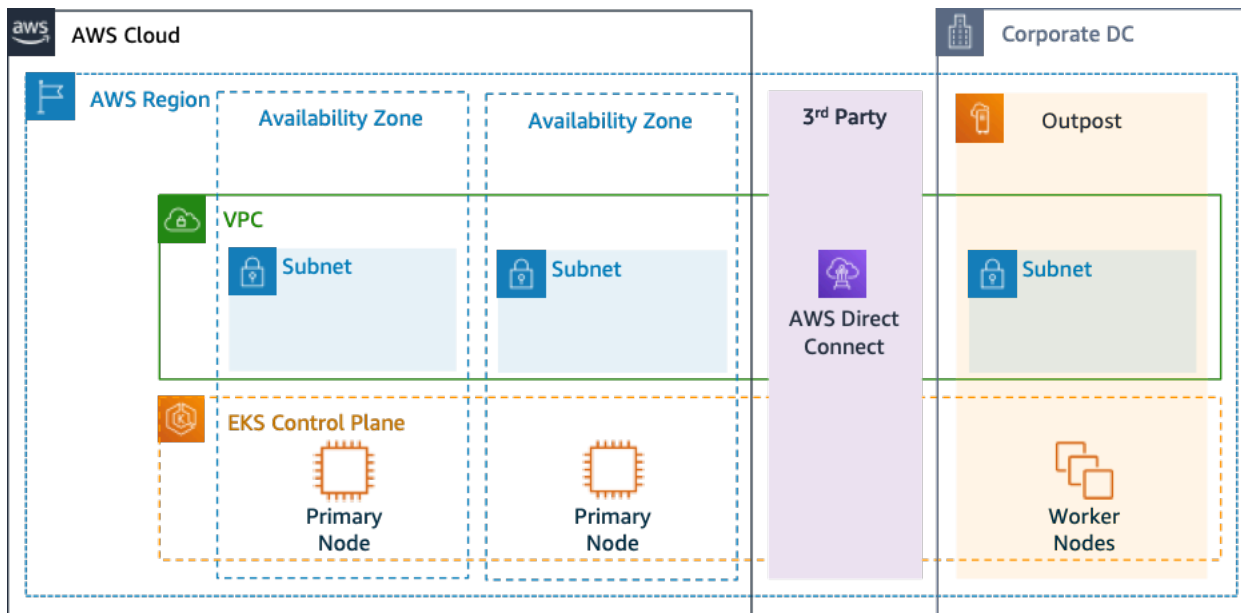 aws
AWS Cloud
Corporate DC
AWS Region
Availability Zone
Availability Zone
3rd Party
Outpost
VPC
Subnet
Subnet
Subnet
AWS Direct
Connect
EKS Control Plane
Primary
Node
Primary
Node
Worker
Nodes